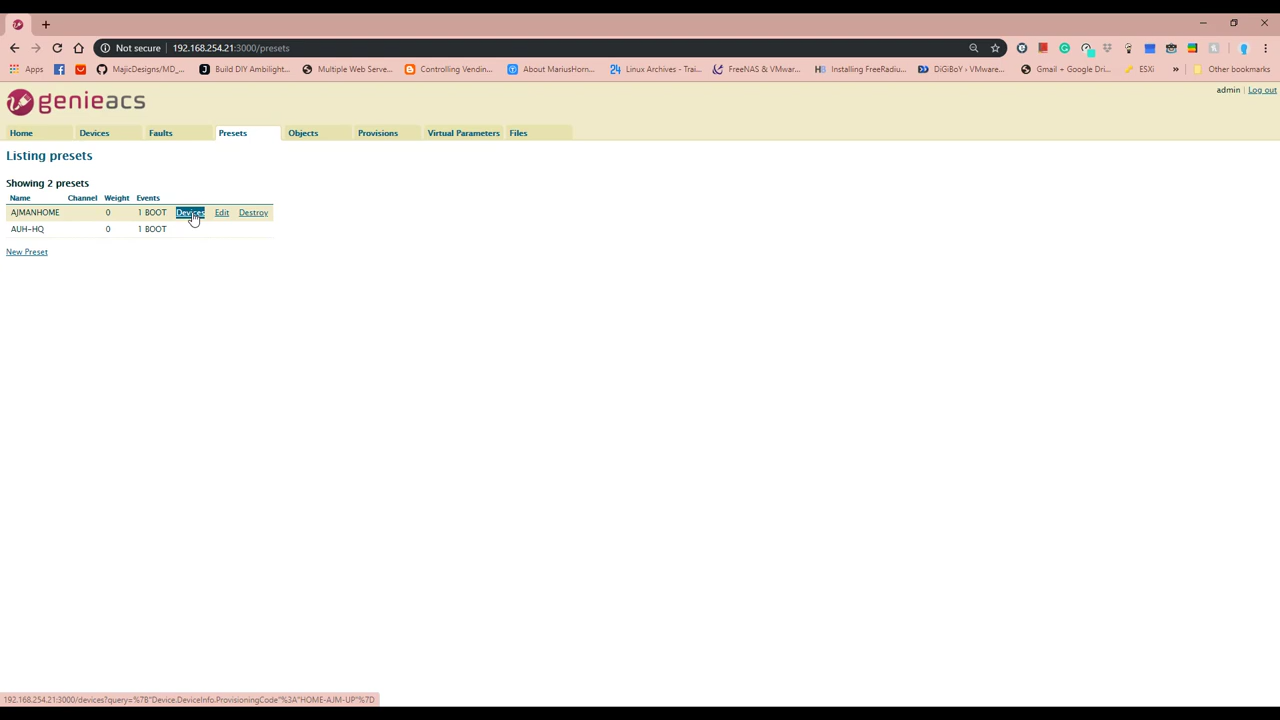 Not secure 192.168.254.21:3000/presets
Apps MajicDesigns/MD_... Build DIY Ambilight... Multiple Web Serve... Controlling Vendin... About MariusHorn... Linux Archives - Trai... FreeNAS & VMwar... Installing FreeRadiu... DiGiBoY › VMware... Gmail + Google Dri... ESXi » Other bookmarks
genieacs
admin | Log out
Home Devices Faults Presets Objects Provisions Virtual Parameters Files
Listing presets
Showing 2 presets
Name Channel Weight Events
AJMANHOME 0 1 BOOT Devices Edit Destroy
AUH-HQ 0 1 BOOT
New Preset
192.168.254.21:3000/devices?query=%7B"Device.DeviceInfo.ProvisioningCode"%3A"HOME-AJM-UP"%7D